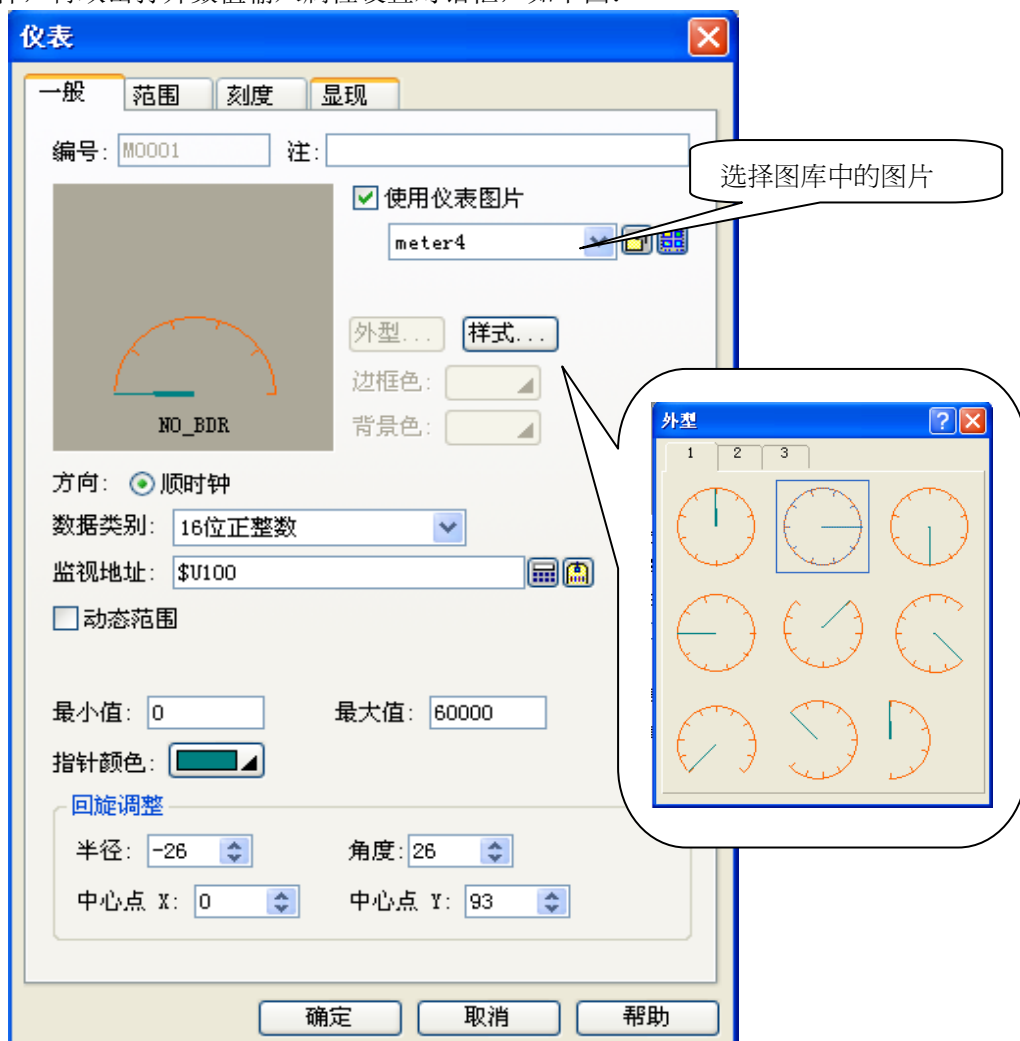 仪表
一般 范围 刻度 显现
编号: M0001 注:
选择图库中的图片
使用仪表图片
meter4
外型... 样式...
边框色:
背景色:
NO_BDR
外型
1 2 3
方向: 顺时钟
数据类别: 16位正整数
监视地址: $U100
动态范围
最小值: 0 最大值: 60000
指针颜色:
回旋调整
半径: -26 角度: 26
中心点 X: 0 中心点 Y: 93
确定 取消 帮助